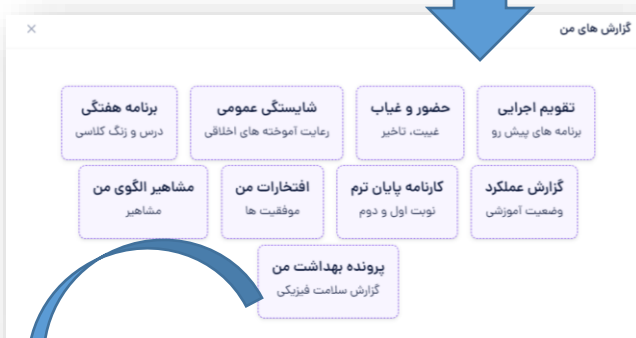 گزارش های من
×
تقویم اجرایی
برنامه های پیش رو
حضور و غیاب
غیبت، تاخیر
شایستگی عمومی
رعایت آموخته های اخلاقی
برنامه هفتگی
درس و زنگ کلاسی
گزارش عملکرد
وضعیت آموزشی
کارنامه پایان ترم
نوبت اول و دوم
افتخارات من
موفقیت ها
مشاهیر الگوی من
مشاهیر
پرونده بهداشت من
گزارش سلامت فیزیکی